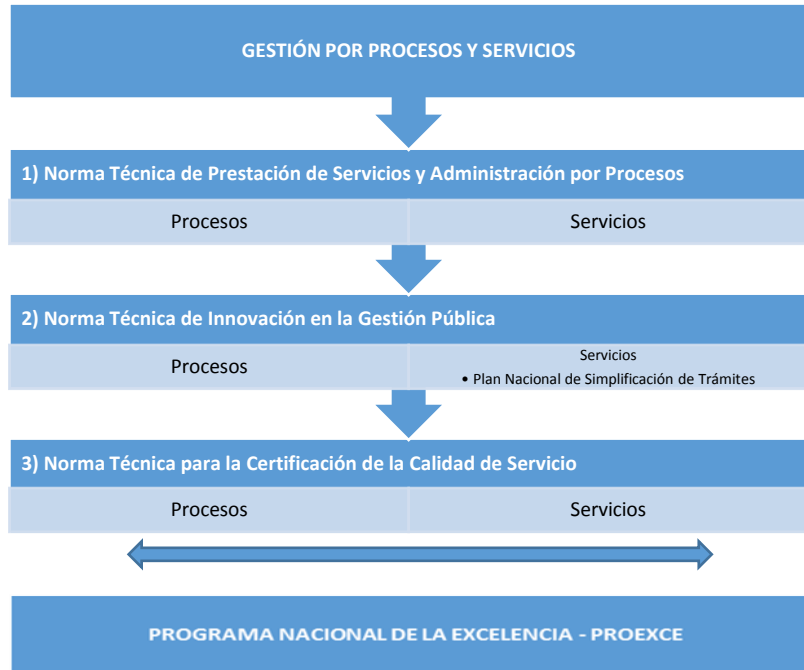 GESTIÓN POR PROCESOS Y SERVICIOS
1) Norma Técnica de Prestación de Servicios y Administración por Procesos
Procesos
Servicios
2) Norma Técnica de Innovación en la Gestión Pública
Procesos
Servicios
• Plan Nacional de Simplificación de Trámites
3) Norma Técnica para la Certificación de la Calidad de Servicio
Procesos
Servicios
PROGRAMA NACIONAL DE LA EXCELENCIA - PROEXCE